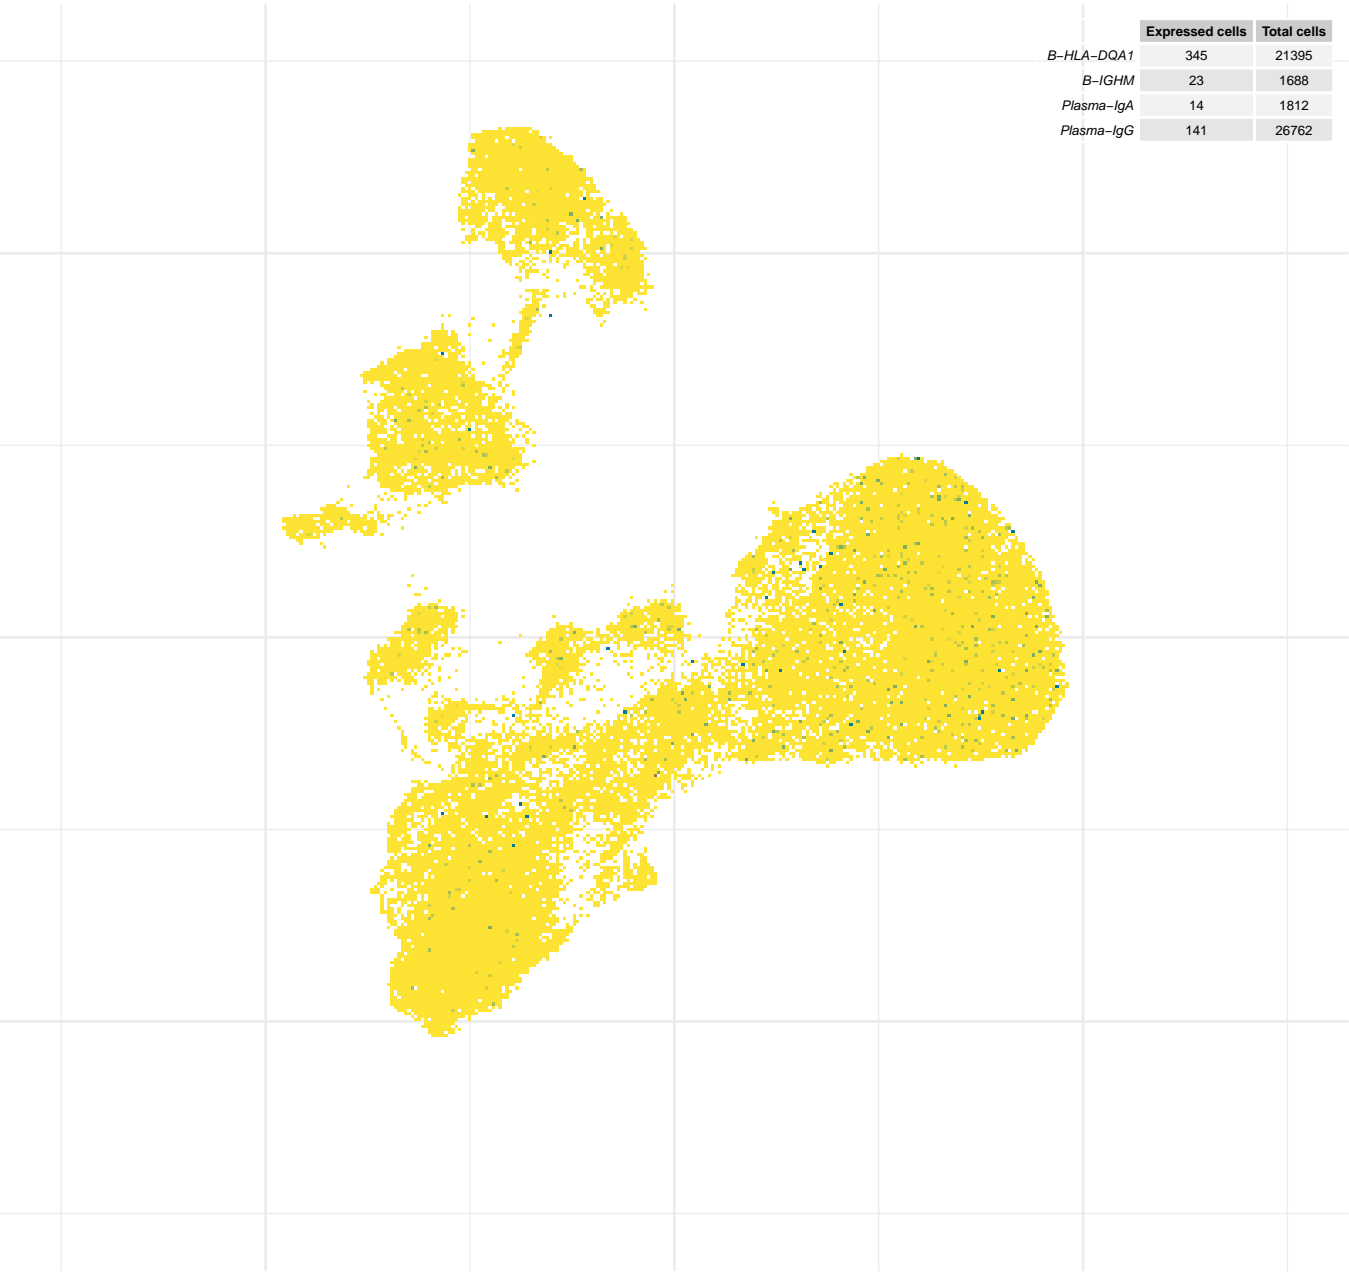 Expressed cells Total cells
B−HLA−DQA1 345 21395
B−IGHM 23 1688
Plasma−IgA 14 1812
Plasma−IgG 141 26762